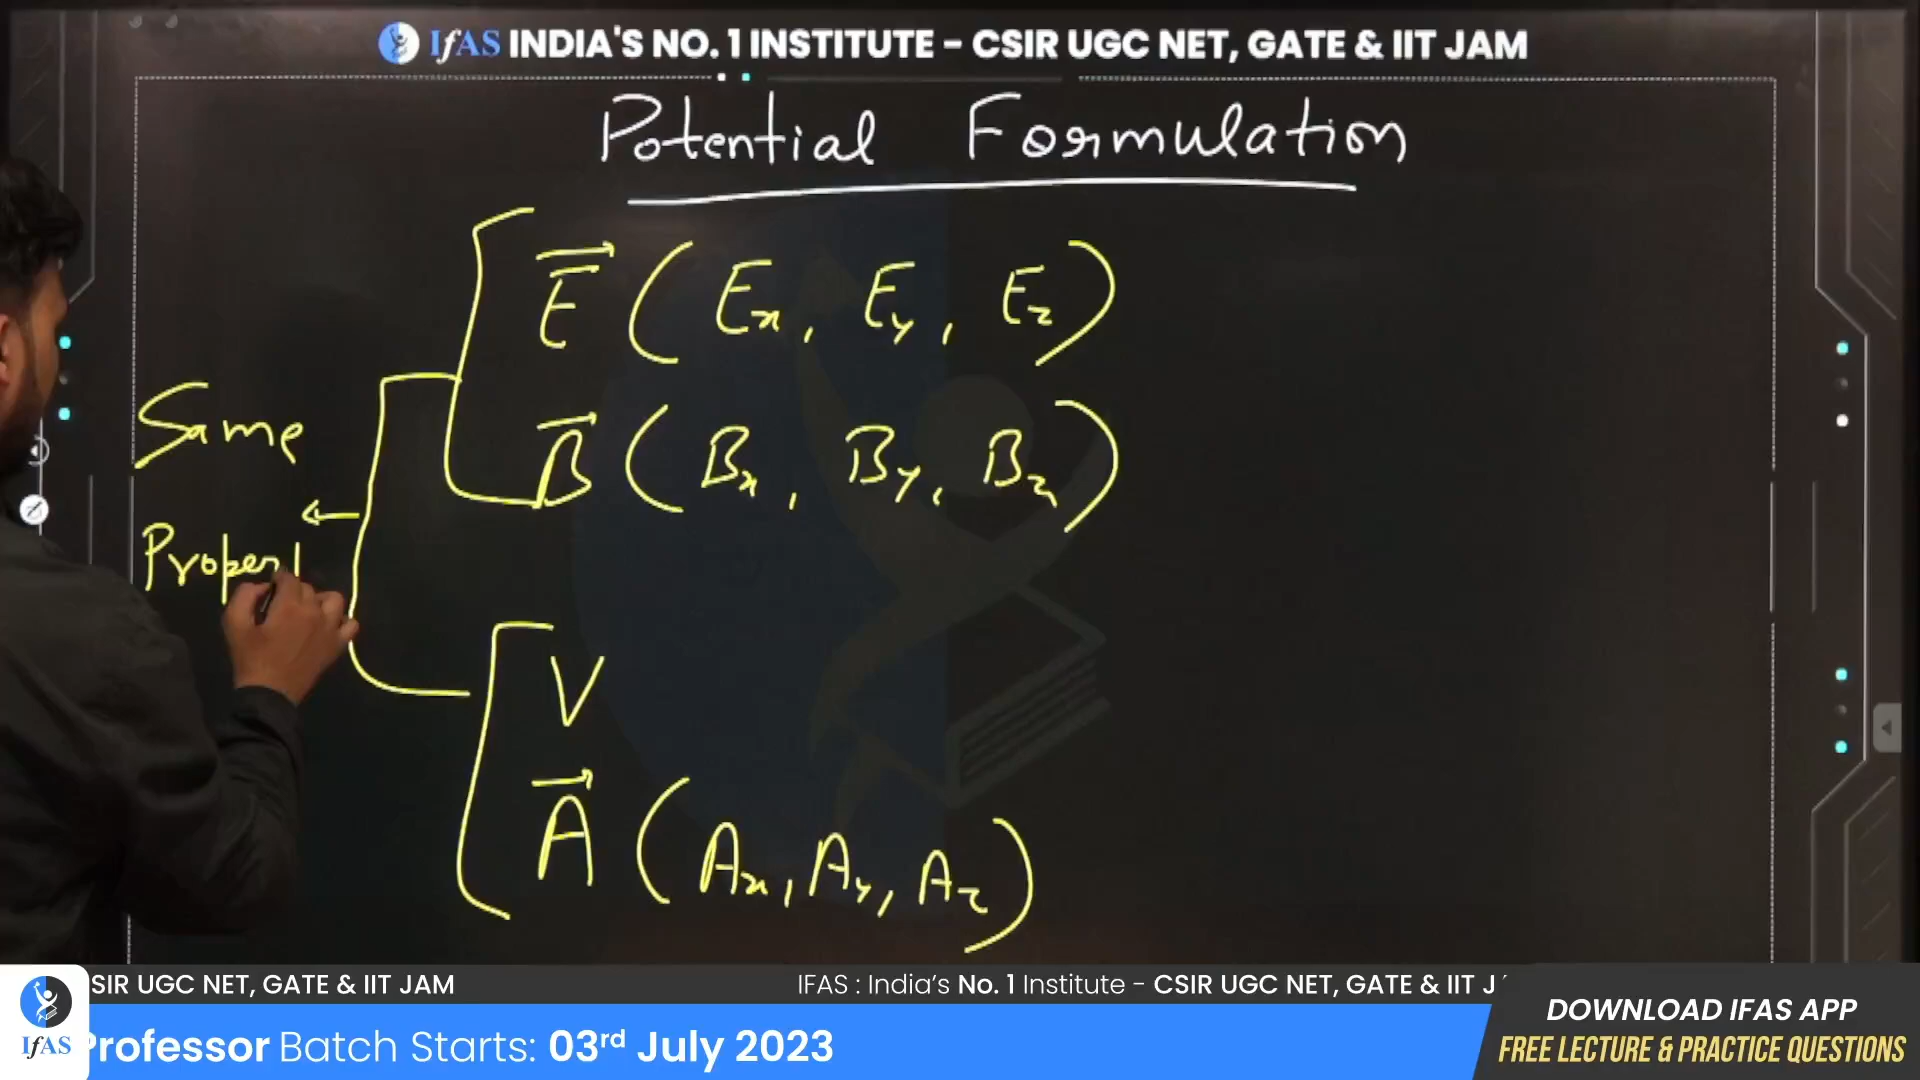 IfAS INDIA'S NO. 1 INSTITUTE - CSIR UGC NET, GATE & IIT JAM
Potential Formulation
E ( Ex, Ey, Ez )
B ( Bx, By, Bz )
Same
Propert
V
A ( Ax, Ay, Az )
CSIR UGC NET, GATE & IIT JAM IFAS : India's No. 1 Institute - CSIR UGC NET, GATE & IIT J
IfAS
Professor Batch Starts: 03rd July 2023
DOWNLOAD IFAS APP
FREE LECTURE & PRACTICE QUESTIONS